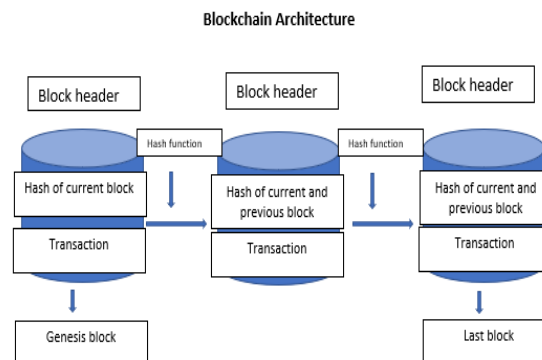 Blockchain Architecture
Block header
Block header
Block header
Hash function
Hash function
Hash of current block
Hash of current and
previous block
Hash of current and
previous block
Transaction
Transaction
Transaction
Genesis block
Last block